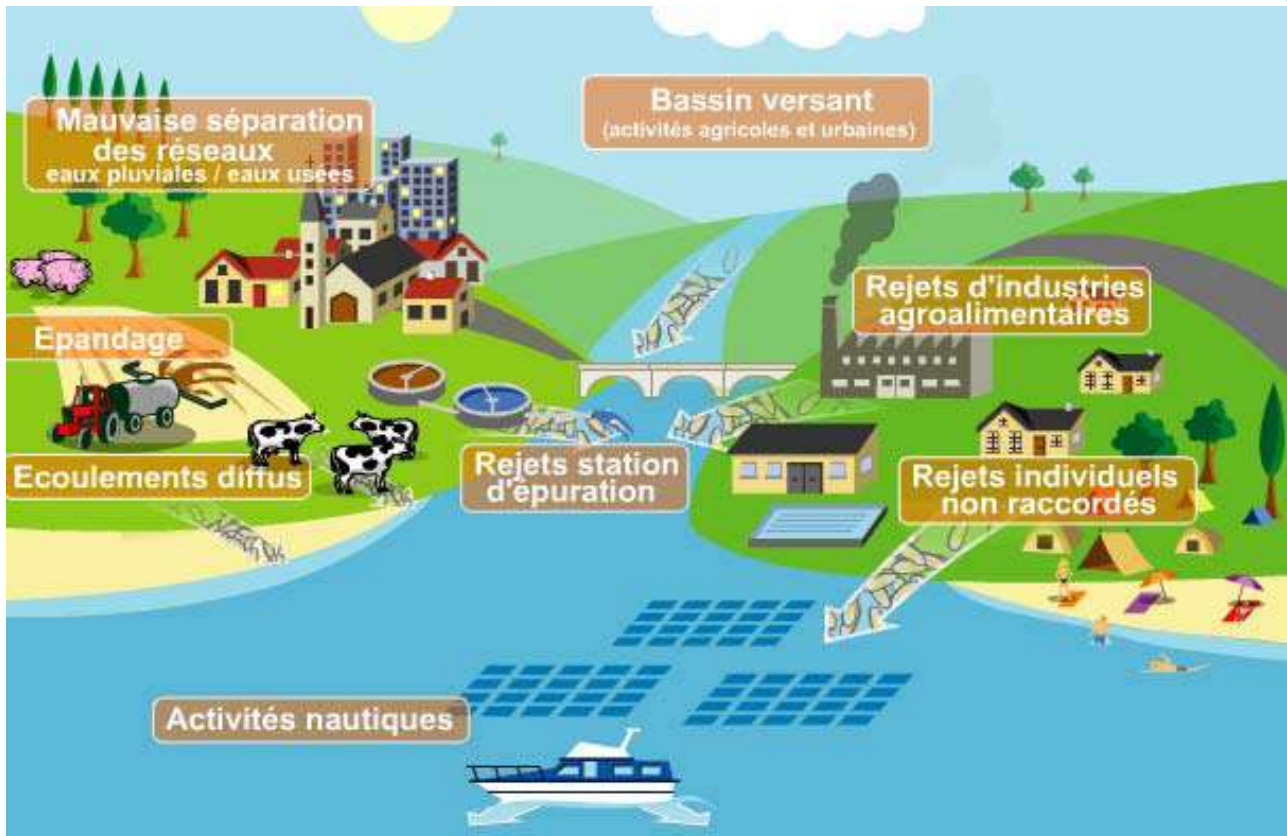 Mauvaise séparation
des réseaux
eaux pluviales / eaux usées
Bassin versant
(activités agricoles et urbaines)
Rejets d'industries
agroalimentaires
Epandage
Ecoulements diffus
Rejets station
d'épuration
Rejets individuels
non raccordés
Activités nautiques